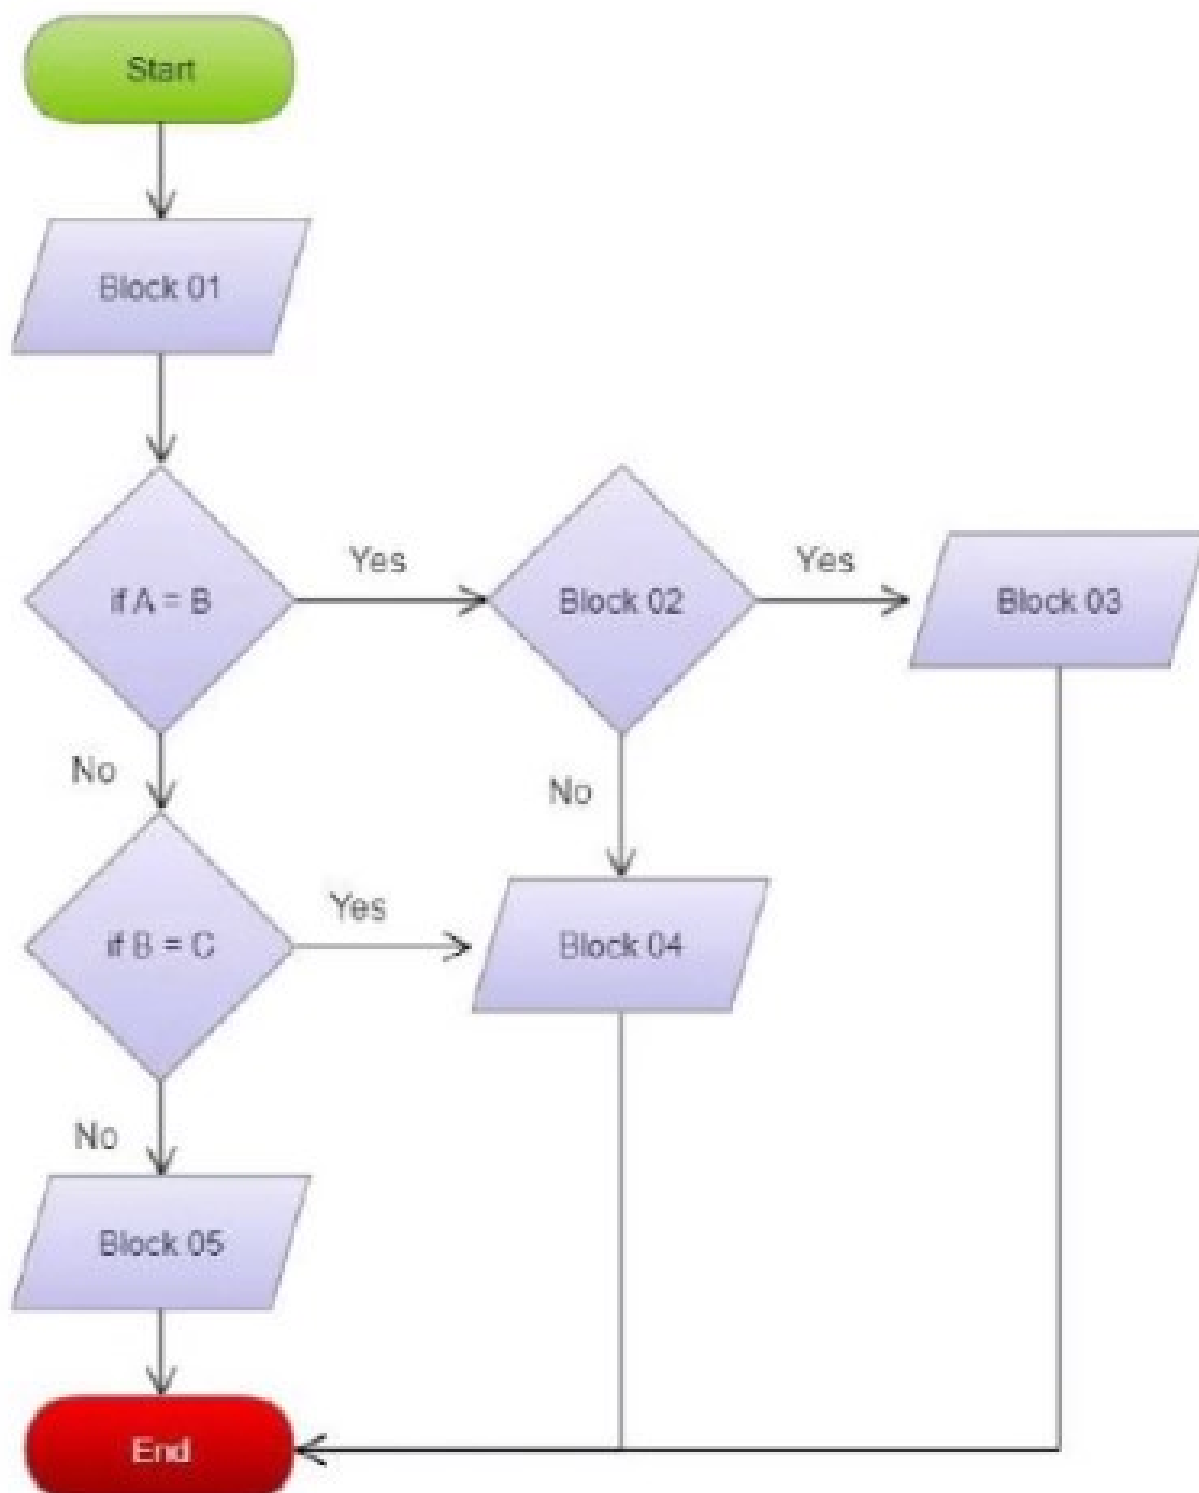 Start
Block 01
if A = B
Yes
Block 02
Yes
Block 03
No
No
if B = C
Yes
Block 04
No
Block 05
End